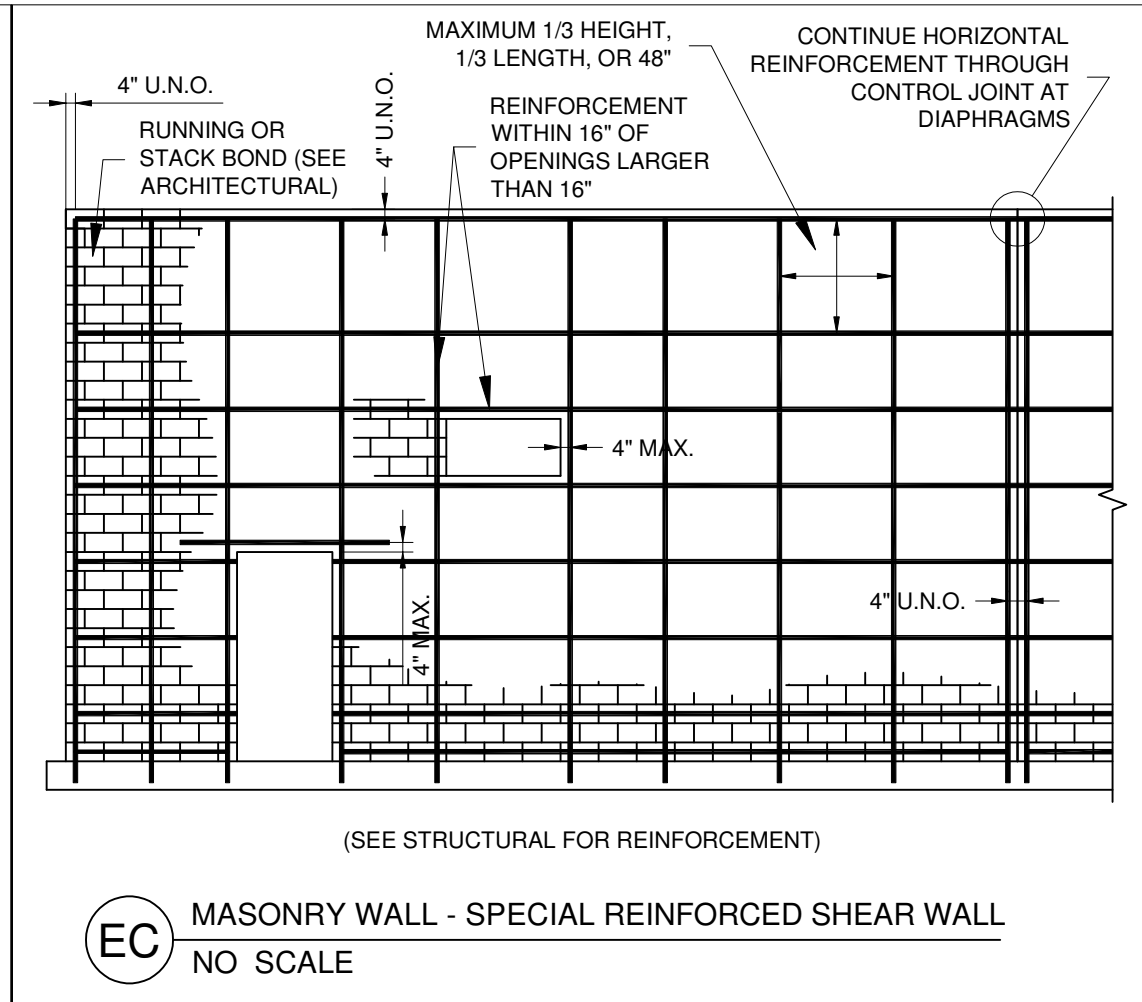 MAXIMUM 1/3 HEIGHT,
1/3 LENGTH, OR 48"
CONTINUE HORIZONTAL
REINFORCEMENT THROUGH
CONTROL JOINT AT
DIAPHRAGMS
4" U.N.O.
RUNNING OR
STACK BOND (SEE
ARCHITECTURAL)
4" U.N.O.
REINFORCEMENT
WITHIN 16" OF
OPENINGS LARGER
THAN 16"
4" MAX.
4" MAX.
4" U.N.O.
(SEE STRUCTURAL FOR REINFORCEMENT)
EC
MASONRY WALL - SPECIAL REINFORCED SHEAR WALL
NO SCALE